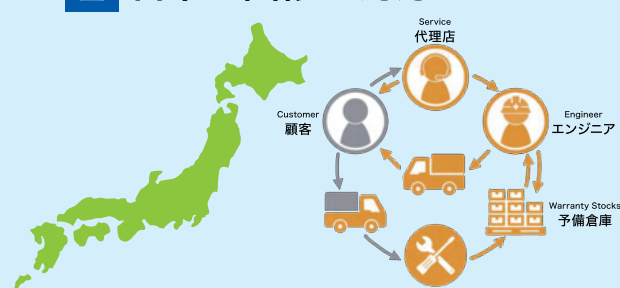 Service
代理店
Customer
顧客
Engineer
エンジニア
Warranty Stocks
予備倉庫